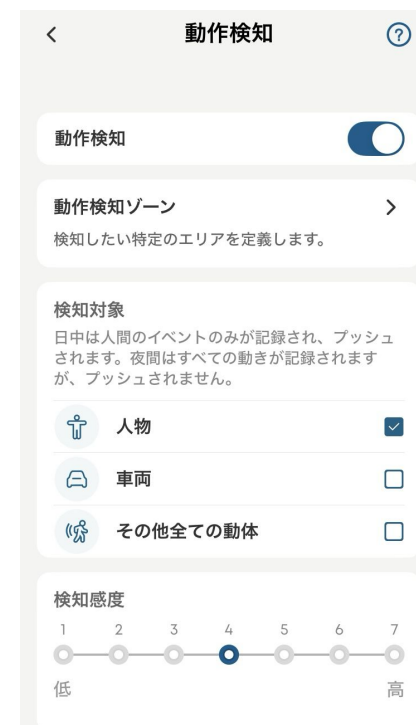 動作検知
?
動作検知
動作検知ゾーン
検知したい特定のエリアを定義します。
検知対象
日中は人間のイベントのみが記録され、プッシュ
されます。夜間はすべての動きが記録されます
が、プッシュされません。
人物
車両
その他全ての動体
検知感度
1 2 3 4 5 6 7
低 高